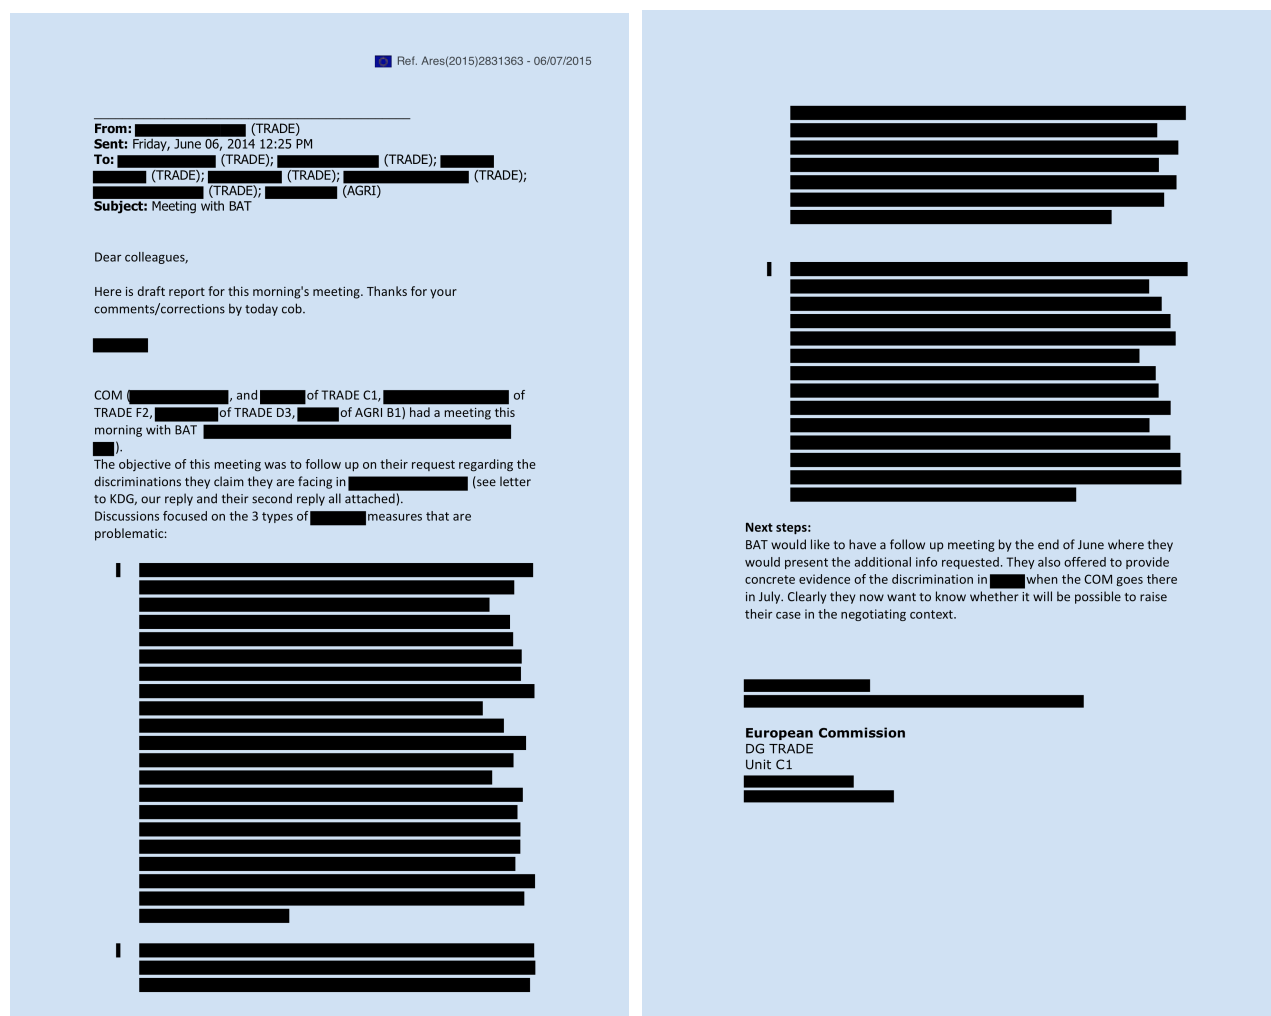 Ref. Ares(2015)2831363 - 06/07/2015
From: (TRADE)
Sent: Friday, June 06, 2014 12:25 PM
To: (TRADE); (TRADE);
(TRADE); (TRADE); (TRADE);
(TRADE); (AGRI)
Subject: Meeting with BAT
Dear colleagues,
Here is draft report for this morning's meeting. Thanks for your
comments/corrections by today cob.
COM ( , and of TRADE C1, of
TRADE F2, of TRADE D3, of AGRI B1) had a meeting this
morning with BAT
).
The objective of this meeting was to follow up on their request regarding the
discriminations they claim they are facing in (see letter
to KDG, our reply and their second reply all attached).
Discussions focused on the 3 types of measures that are
problematic:
Next steps:
BAT would like to have a follow up meeting by the end of June where they
would present the additional info requested. They also offered to provide
concrete evidence of the discrimination in when the COM goes there
in July. Clearly they now want to know whether it will be possible to raise
their case in the negotiating context.
European Commission
DG TRADE
Unit C1